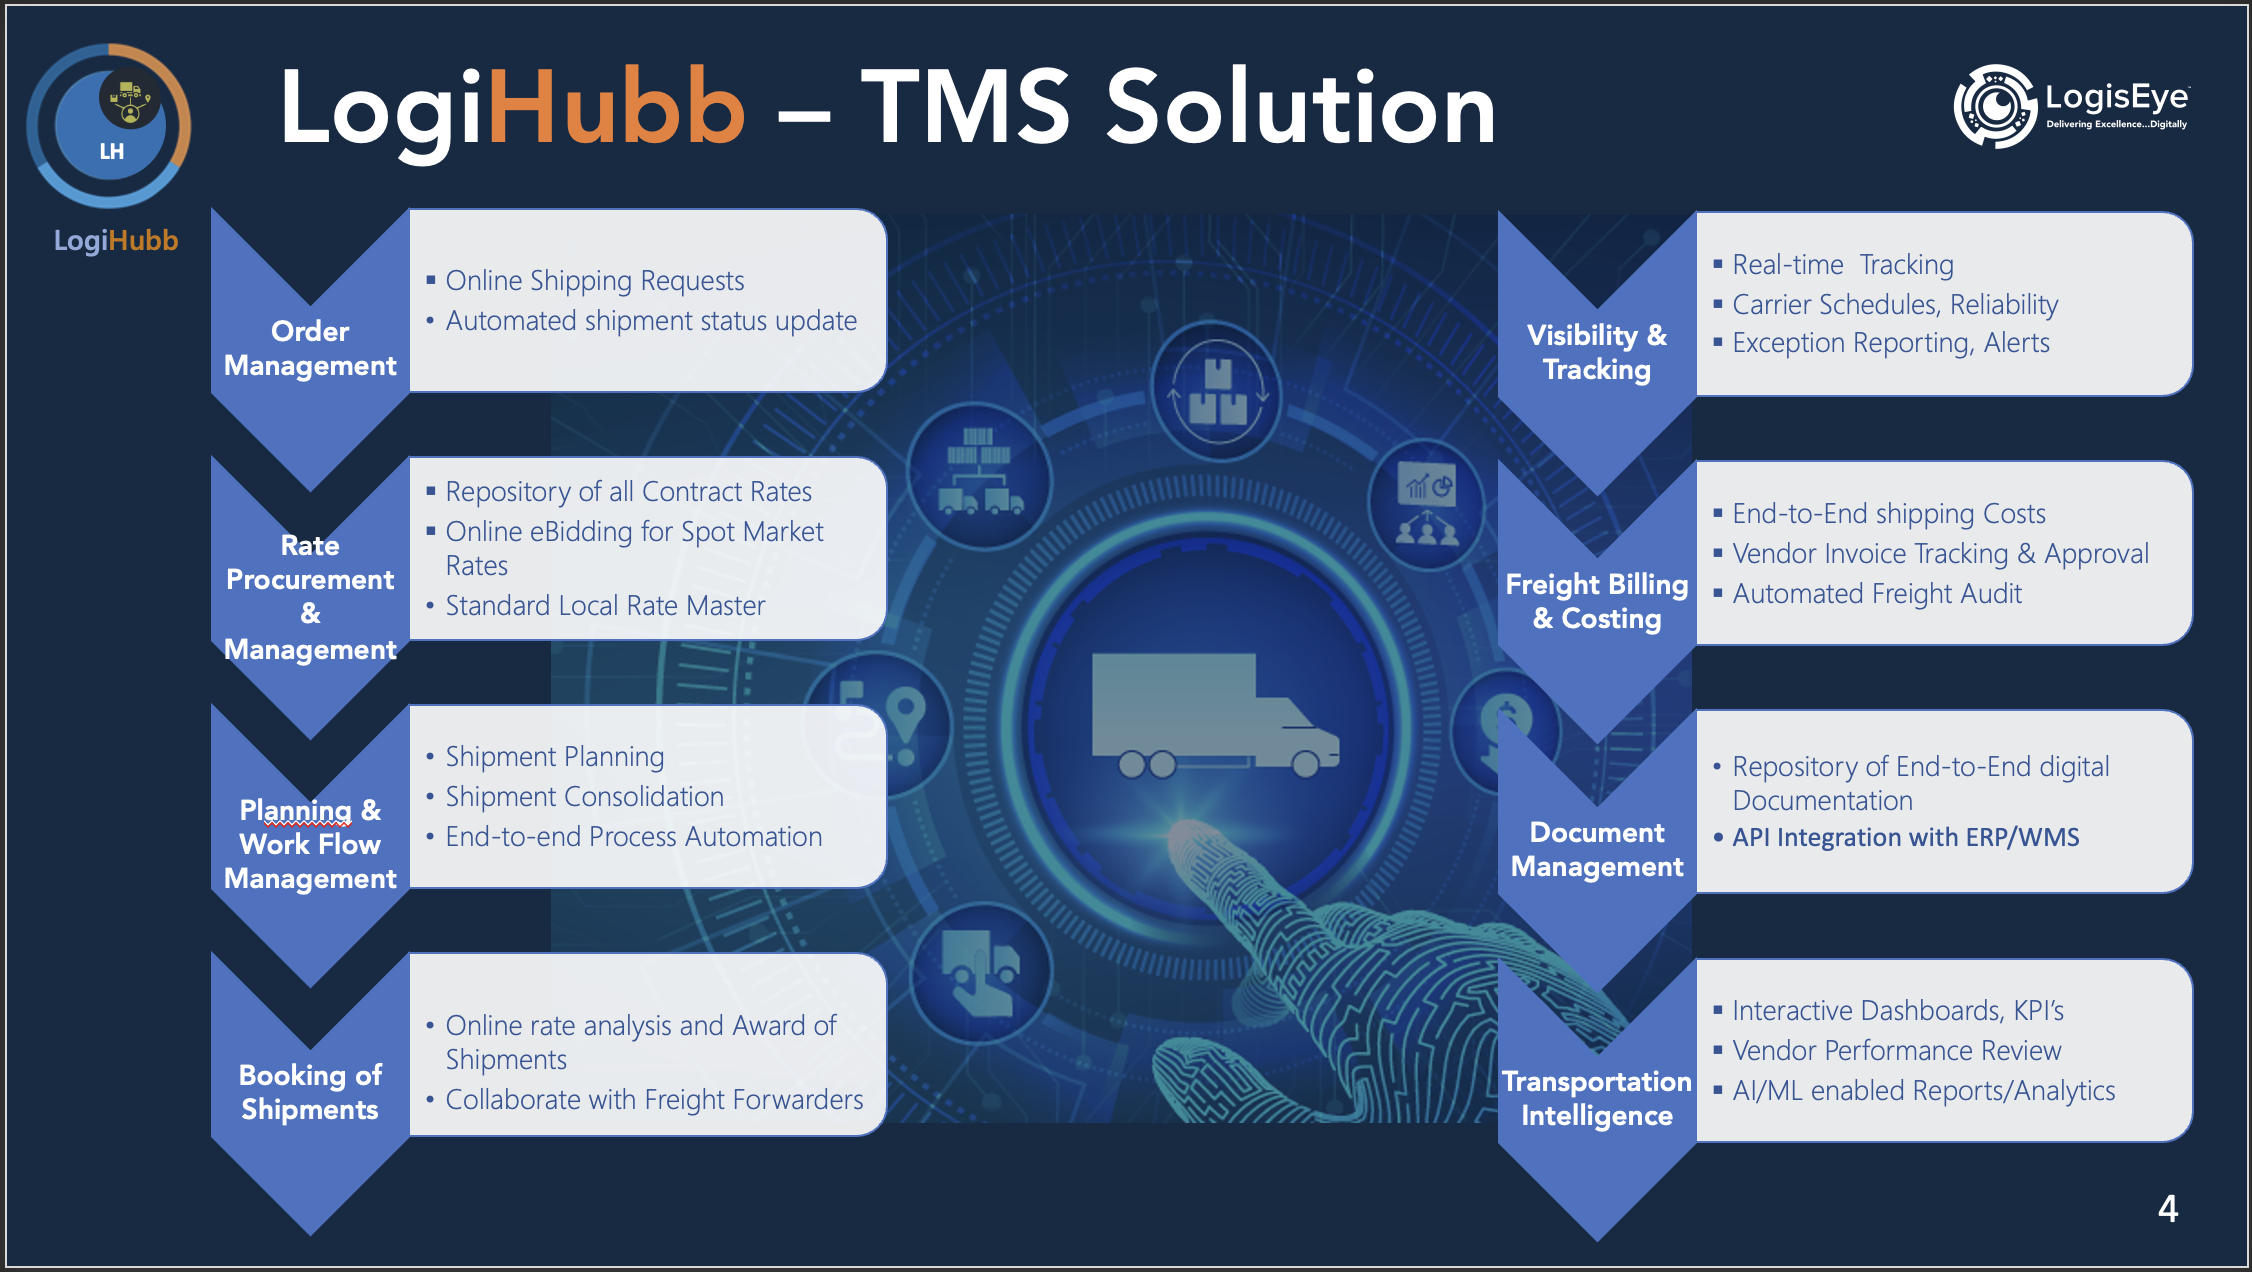 LogiHubb – TMS Solution
LH
LogiHubb
LogisEye
Delivering Excellence...Digitally
Order
Management
▪ Online Shipping Requests
• Automated shipment status update
Rate
Procurement
&
Management
▪ Repository of all Contract Rates
▪ Online eBidding for Spot Market
Rates
• Standard Local Rate Master
Planning &
Work Flow
Management
• Shipment Planning
• Shipment Consolidation
• End-to-end Process Automation
Booking of
Shipments
• Online rate analysis and Award of
Shipments
• Collaborate with Freight Forwarders
Visibility &
Tracking
▪ Real-time  Tracking
▪ Carrier Schedules, Reliability
▪ Exception Reporting, Alerts
Freight Billing
& Costing
▪ End-to-End shipping Costs
▪ Vendor Invoice Tracking & Approval
▪ Automated Freight Audit
Document
Management
• Repository of End-to-End digital
Documentation
• API Integration with ERP/WMS
Transportation
Intelligence
▪ Interactive Dashboards, KPI’s
▪ Vendor Performance Review
▪ AI/ML enabled Reports/Analytics
4